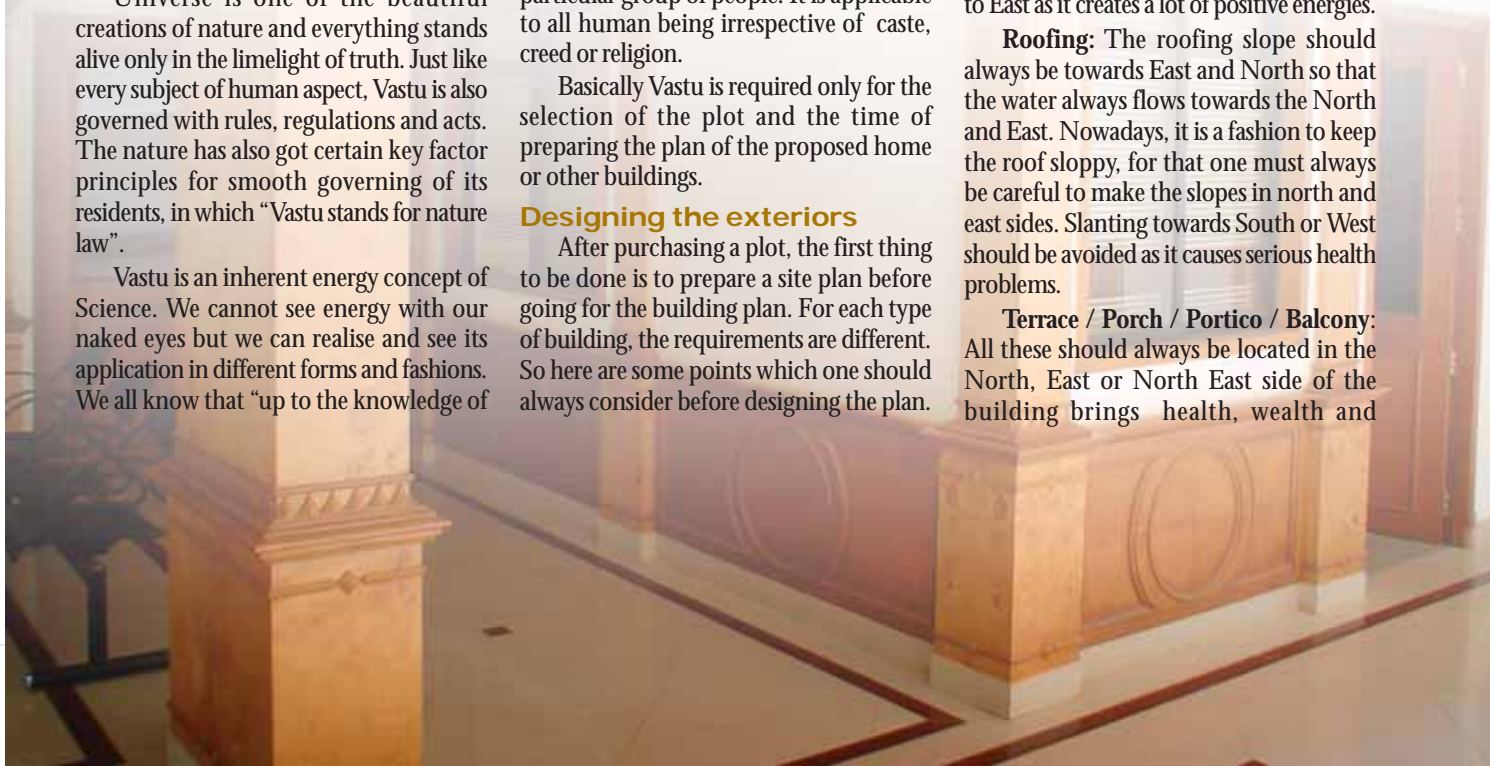 Universe is one of the beautiful
creations of nature and everything stands
alive only in the limelight of truth. Just like
every subject of human aspect, Vastu is also
governed with rules, regulations and acts.
The nature has also got certain key factor
principles for smooth governing of its
residents, in which “Vastu stands for nature
law”.
Vastu is an inherent energy concept of
Science. We cannot see energy with our
naked eyes but we can realise and see its
application in different forms and fashions.
We all know that “up to the knowledge of
particular group of people. It is applicable
to all human being irrespective of caste,
creed or religion.
Basically Vastu is required only for the
selection of the plot and the time of
preparing the plan of the proposed home
or other buildings.
Designing the exteriors
After purchasing a plot, the first thing
to be done is to prepare a site plan before
going for the building plan. For each type
of building, the requirements are different.
So here are some points which one should
always consider before designing the plan.
to East as it creates a lot of positive energies.
Roofing: The roofing slope should
always be towards East and North so that
the water always flows towards the North
and East. Nowadays, it is a fashion to keep
the roof sloppy, for that one must always
be careful to make the slopes in north and
east sides. Slanting towards South or West
should be avoided as it causes serious health
problems.
Terrace / Porch / Portico / Balcony:
All these should always be located in the
North, East or North East side of the
building brings health, wealth and